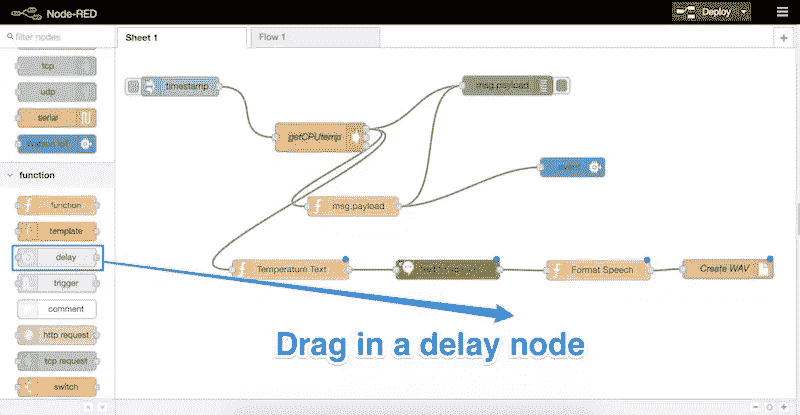 Node-RED
Deploy
filter nodes
Sheet 1
Flow 1
tcp
udp
serial
Watson IoT
function
function
template
delay
trigger
comment
http request
tcp request
switch
timestamp
msg.payload
getCPUtemp
msg.payload
Temperature Text
Format Speech
Create WAV
Drag in a delay node